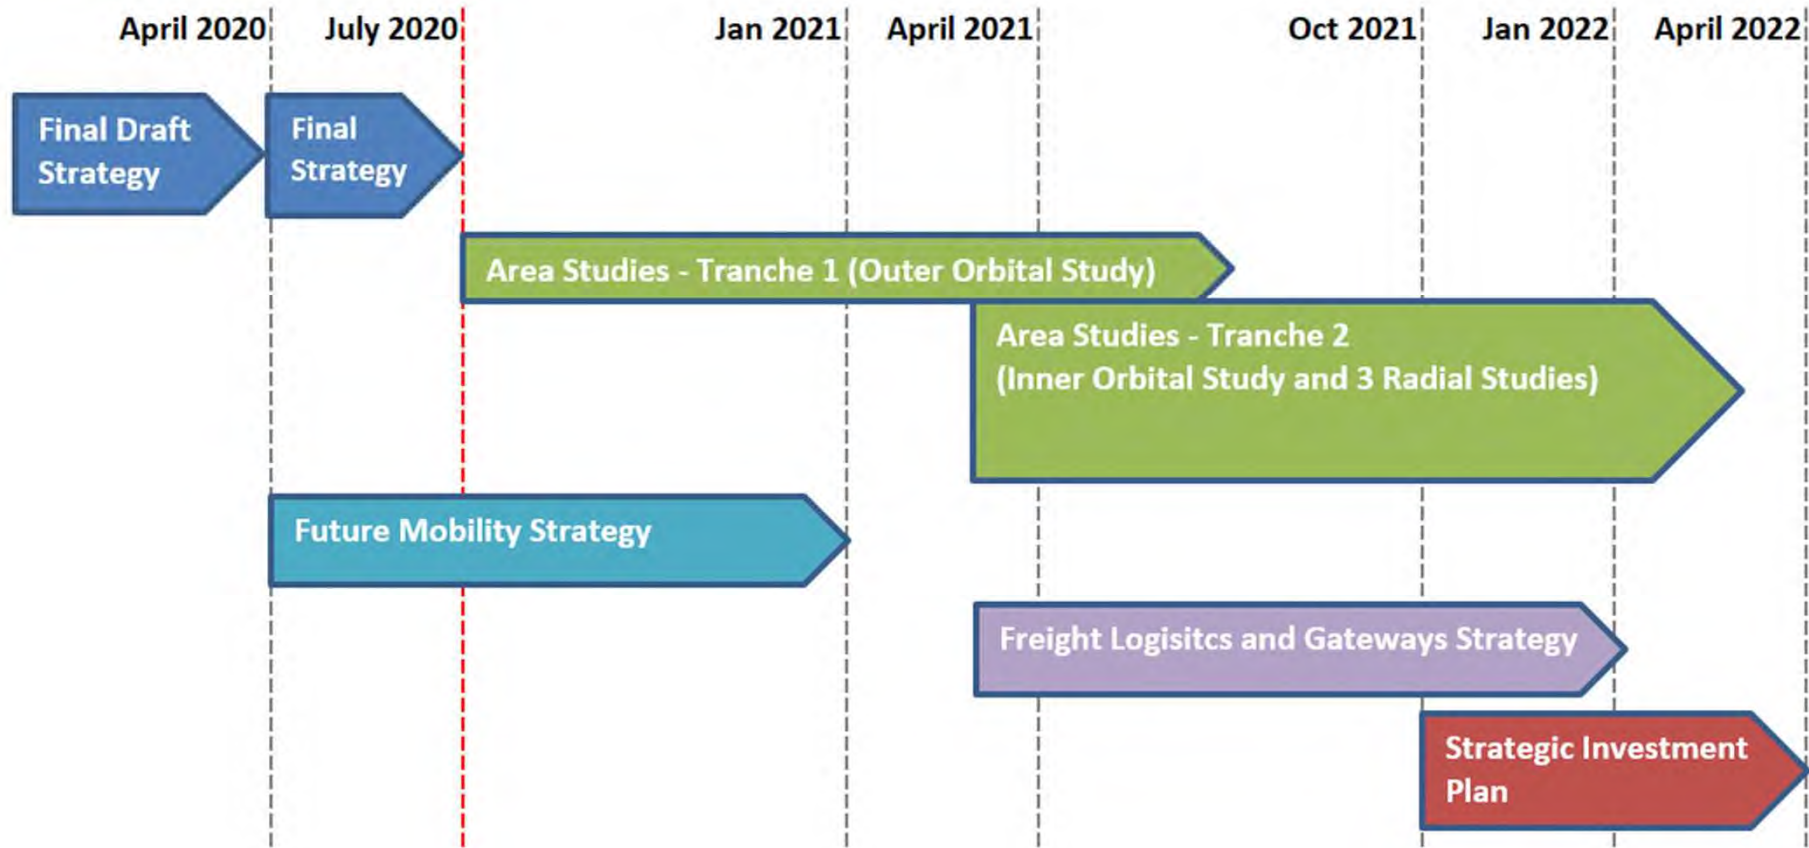 April 2020
July 2020
Jan 2021
April 2021
Oct 2021
Jan 2022
April 2022
Final Draft
Strategy
Final
Strategy
Area Studies - Tranche 1 (Outer Orbital Study)
Area Studies - Tranche 2
(Inner Orbital Study and 3 Radial Studies)
Future Mobility Strategy
Freight Logisitcs and Gateways Strategy
Strategic Investment
Plan